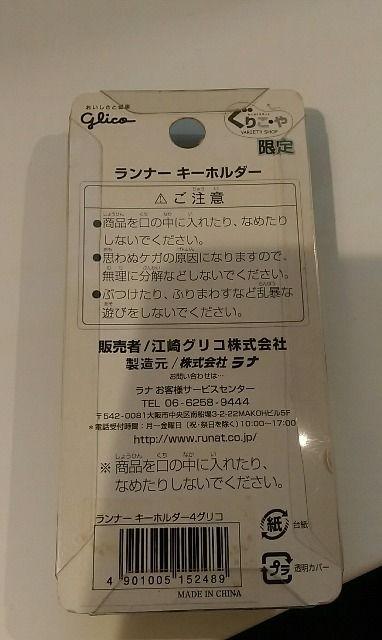 おいしさと健康
glico
ぐりこ・や
VARIETY SHOP
限定
ランナー キーホルダー
⚠ご注意
●商品を口の中に入れたり、なめたり
しないでください。
●思わぬケガの原因になりますので、
無理に分解などしないでください。
●ぶつけたり、ふりまわすなど乱暴な
遊びをしないでください。
販売者/江崎グリコ株式会社
製造元/株式会社 ラナ
お問い合わせは…
ラナ お客様サービスセンター
TEL 06-6258-9444
〒542-0081大阪市中央区南船場3-2-22MAKOHビル5F
*電話受付時間:月ー金曜日(祝・祭日を除く)10:00〜17:00
http://www.runat.co.jp/
※商品を口の中に入れたり、
なめたりしないでください。
ランナー キーホルダー4グリコ
紙 台紙
4 901005 152489
プラ 透明カバー
MADE IN CHINA